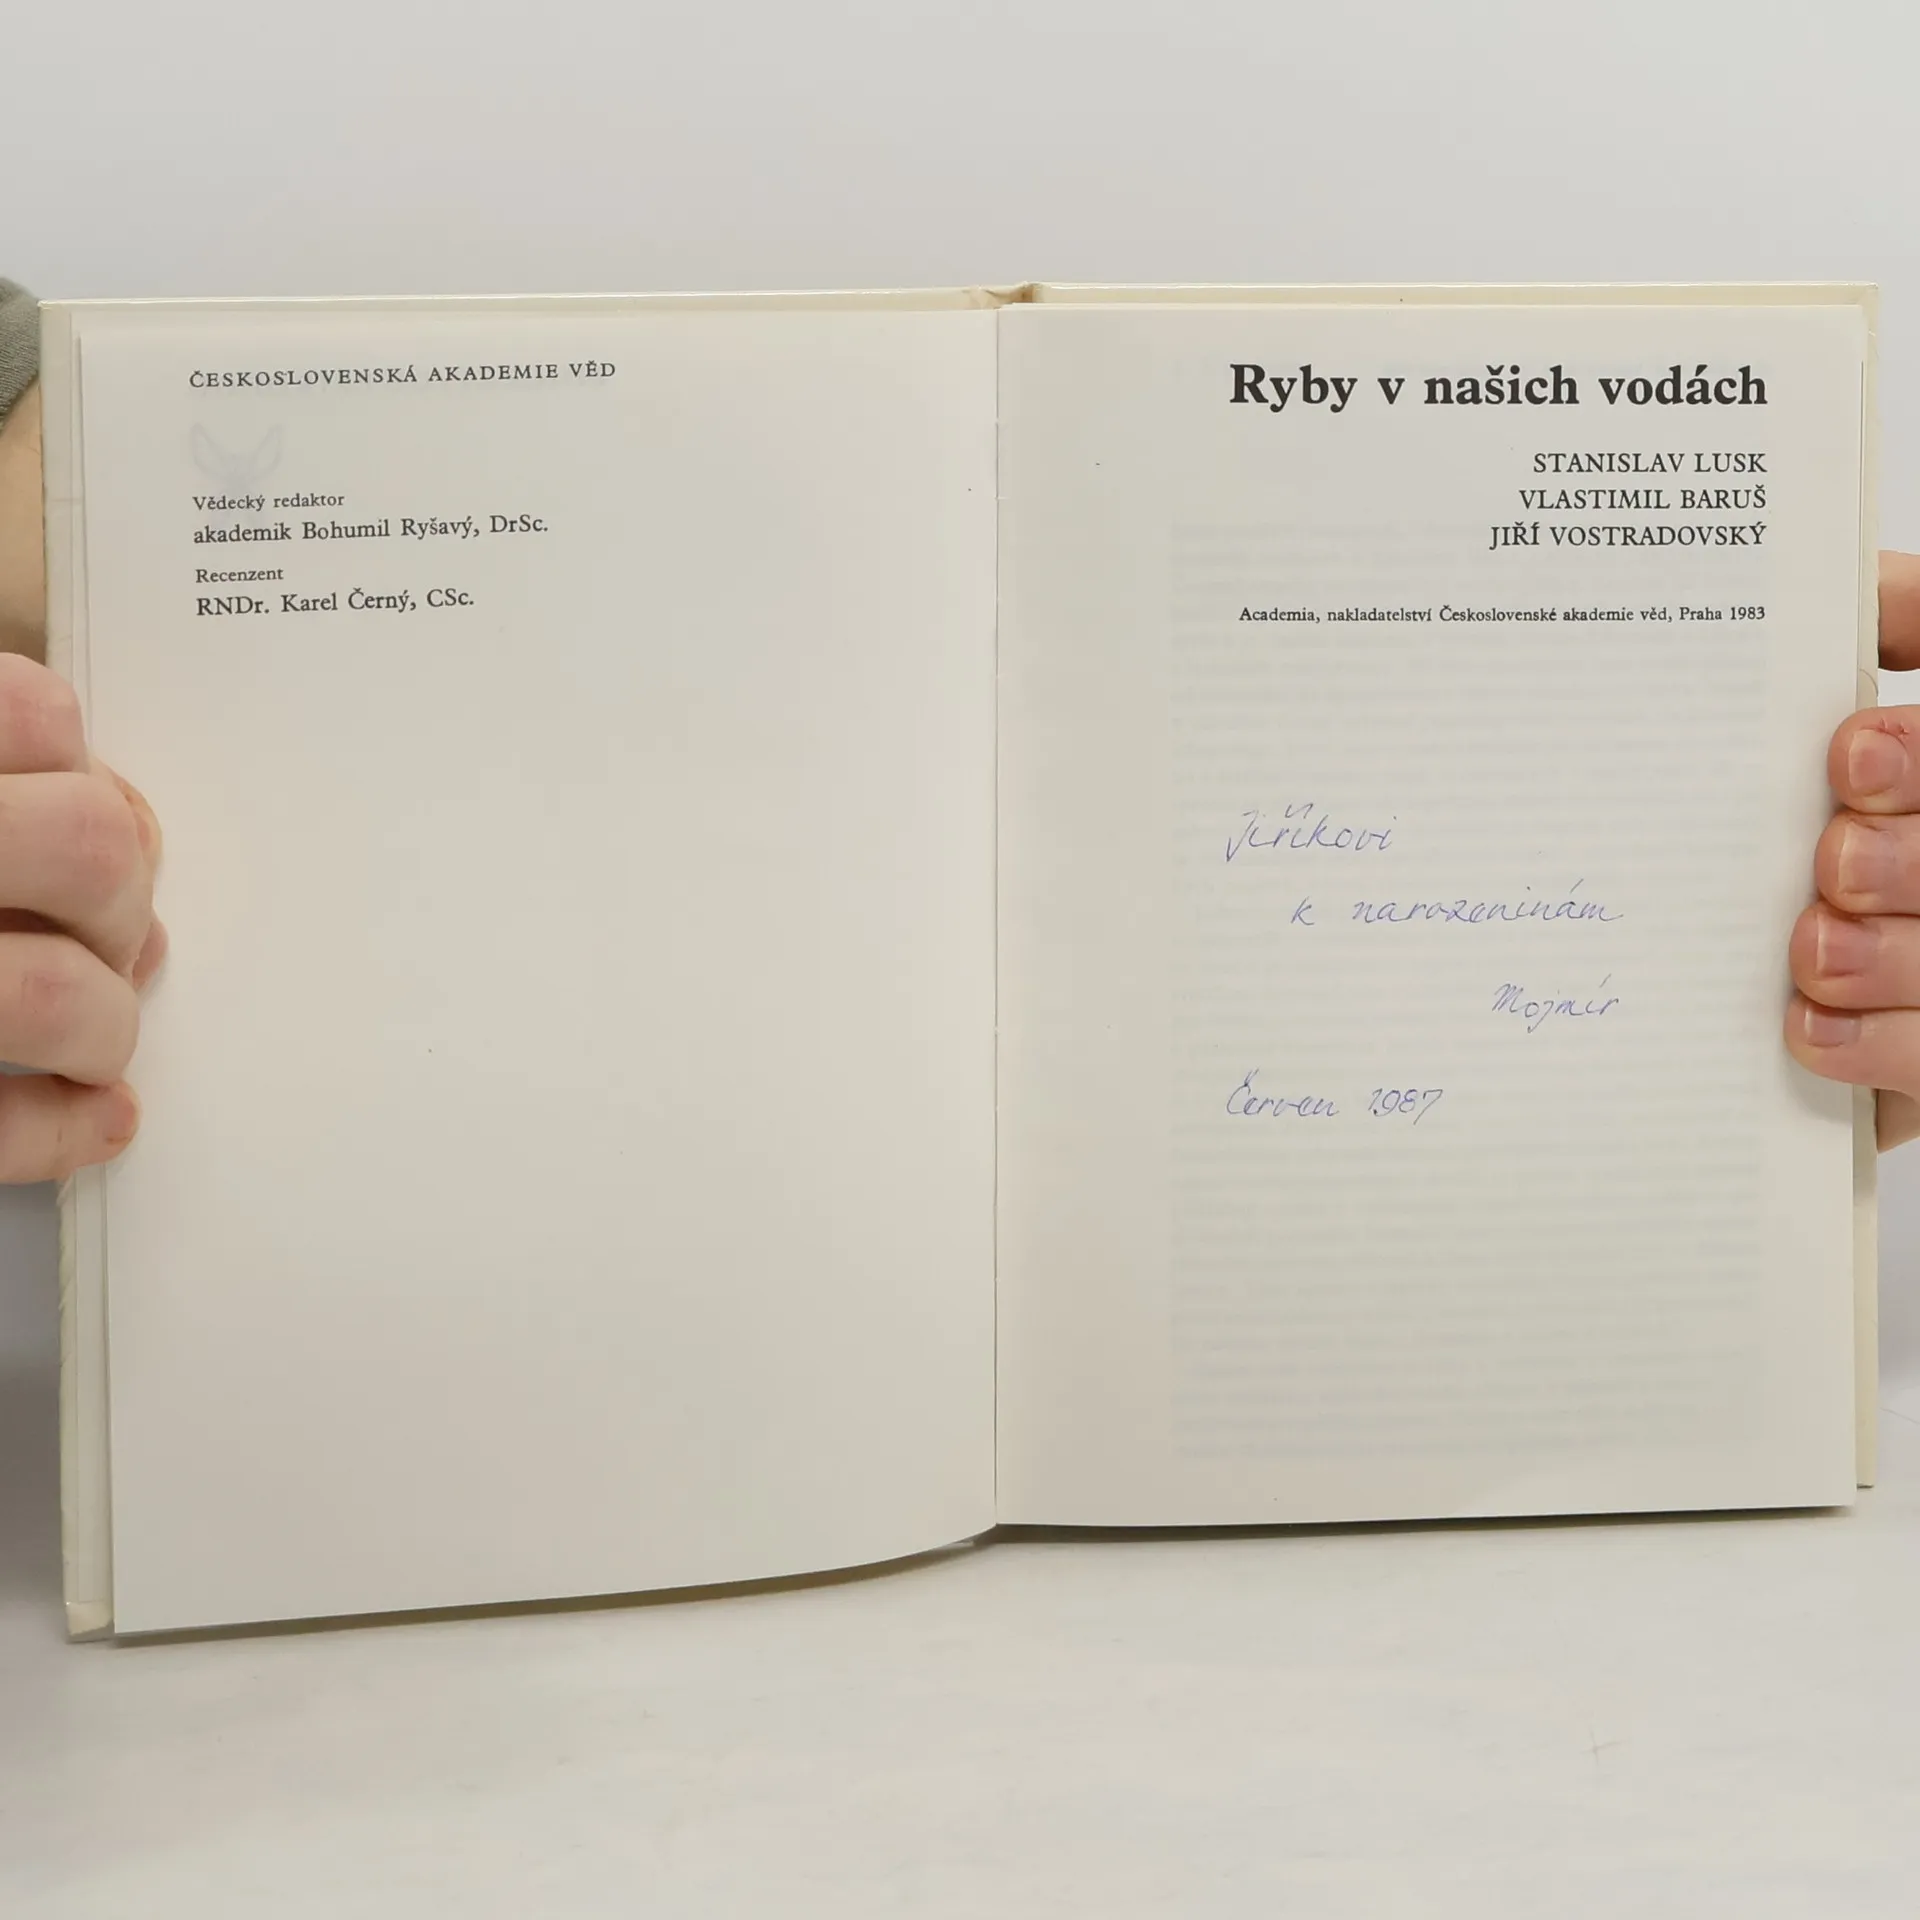 ČESKOSLOVENSKÁ AKADEMIE VĚD
Vědecký redaktor
akademik Bohumil Ryšavý, DrSc.
Recenzent
RNDr. Karel Černý, CSc.
Ryby v našich vodách
STANISLAV LUSK
VLASTIMIL BARUŠ
JIŘÍ VOSTRADOVSKÝ
Academia, nakladatelství Československé akademie věd, Praha 1983
Jiříkovi
k narozeninám
Mojmír
Červen 1987